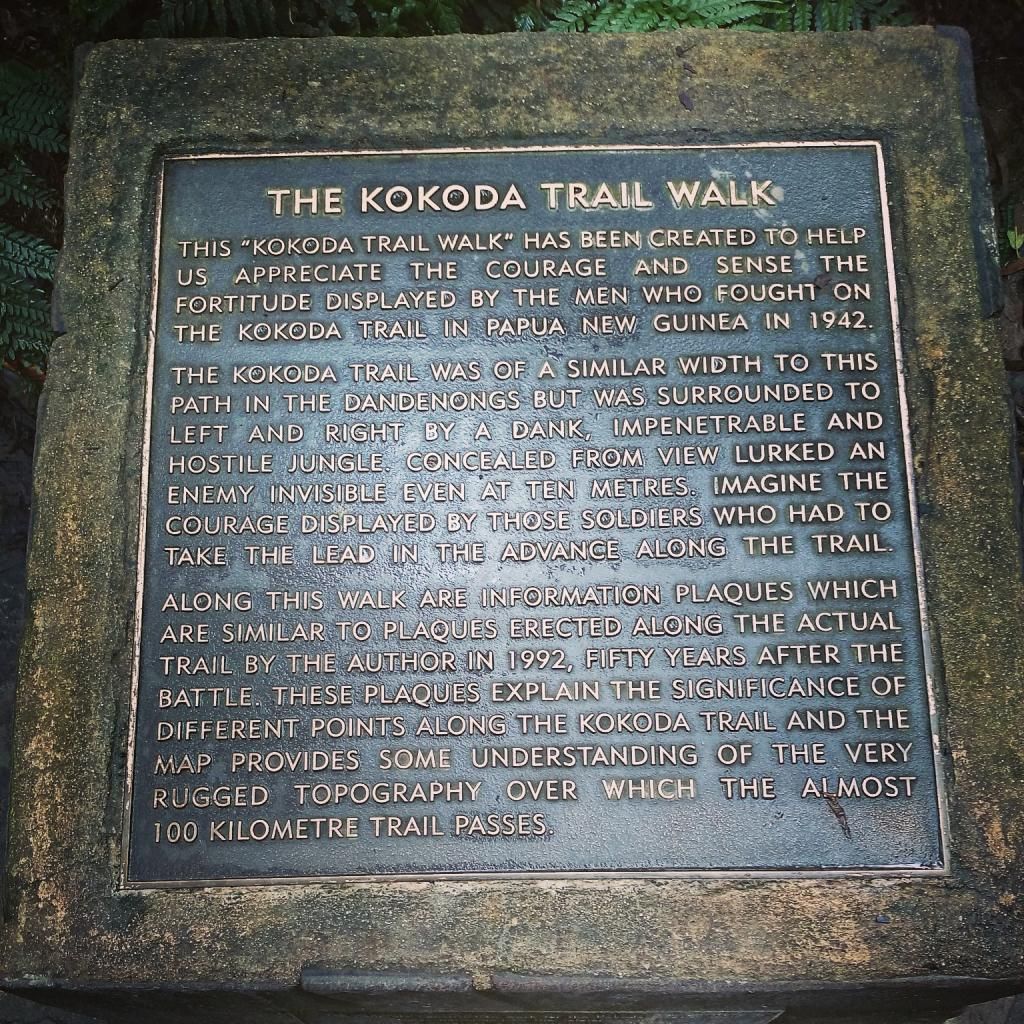 THE KOKODA TRAIL WALK
THIS "KOKODA TRAIL WALK" HAS BEEN CREATED TO HELP
US APPRECIATE THE COURAGE AND SENSE THE
FORTITUDE DISPLAYED BY THE MEN WHO FOUGHT ON
THE KOKODA TRAIL IN PAPUA NEW GUINEA IN 1942.
THE KOKODA TRAIL WAS OF A SIMILAR WIDTH TO THIS
PATH IN THE DANDENONGS BUT WAS SURROUNDED TO
LEFT AND RIGHT BY A DANK, IMPENETRABLE AND
HOSTILE JUNGLE. CONCEALED FROM VIEW LURKED AN
ENEMY INVISIBLE EVEN AT TEN METRES. IMAGINE THE
COURAGE DISPLAYED BY THOSE SOLDIERS WHO HAD TO
TAKE THE LEAD IN THE ADVANCE ALONG THE TRAIL.
ALONG THIS WALK ARE INFORMATION PLAQUES WHICH
ARE SIMILAR TO PLAQUES ERECTED ALONG THE ACTUAL
TRAIL BY THE AUTHOR IN 1992, FIFTY YEARS AFTER THE
BATTLE. THESE PLAQUES EXPLAIN THE SIGNIFICANCE OF
DIFFERENT POINTS ALONG THE KOKODA TRAIL AND THE
MAP PROVIDES SOME UNDERSTANDING OF THE VERY
RUGGED TOPOGRAPHY OVER WHICH THE ALMOST
100 KILOMETRE TRAIL PASSES.